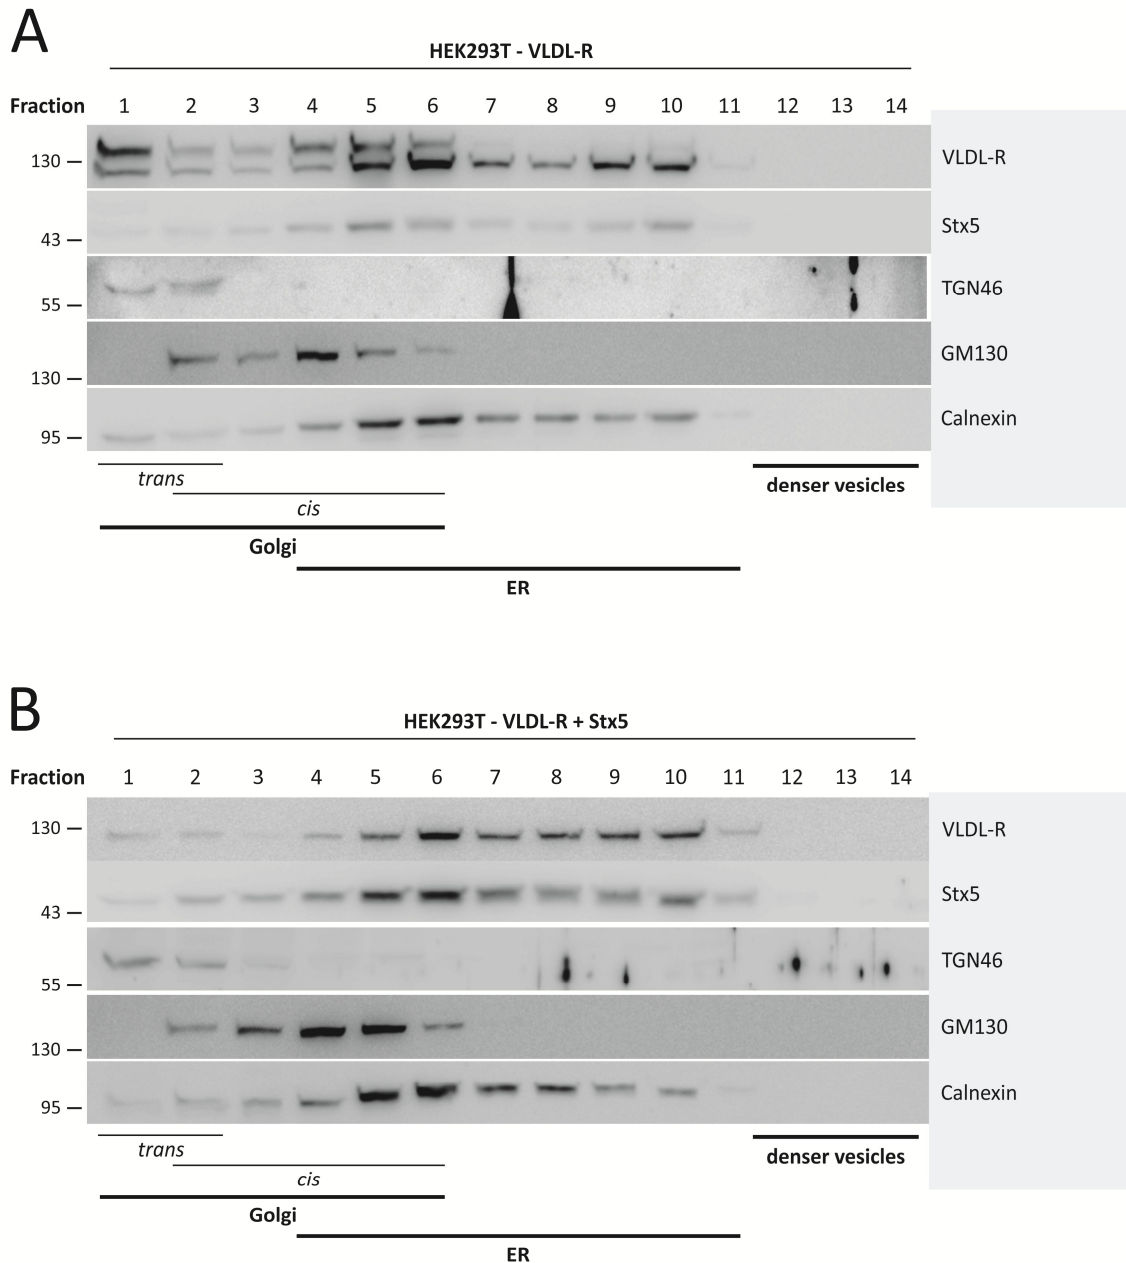 A
HEK293T - VLDL-R
Fraction 1 2 3 4 5 6 7 8 9 10 11 12 13 14
130 VLDL-R
43 Stx5
55 TGN46
130 GM130
95 Calnexin
trans
denser vesicles
cis
Golgi
ER
B
HEK293T - VLDL-R + Stx5
Fraction 1 2 3 4 5 6 7 8 9 10 11 12 13 14
130 VLDL-R
43 Stx5
55 TGN46
130 GM130
95 Calnexin
trans
denser vesicles
cis
Golgi
ER